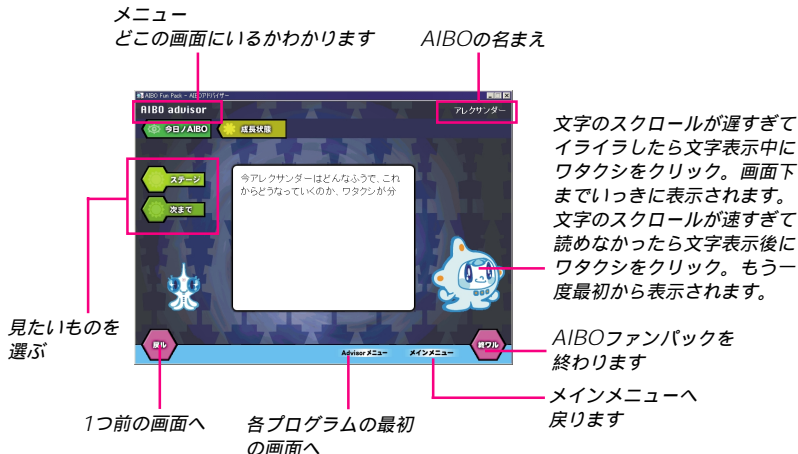 メニュー
どこの画面にいるかわかります
AIBOの名まえ
AIBO Fun Pack - AIBOアドバイザー
AIBO advisor
アレクサンダー
今日ノAIBO
成長状態
ステージ
次まで
今アレクサンダーはどんなふうで、これ
からどうなっていくのか、ワタクシが分
文字のスクロールが遅すぎて
イライラしたら文字表示中に
ワタクシをクリック。画面下
までいっきに表示されます。
文字のスクロールが速すぎて
読めなかったら文字表示後に
ワタクシをクリック。もう一
度最初から表示されます。
見たいものを
選ぶ
戻ル
Advisor メニュー
メインメニュー
終ワル
AIBOファンパックを
終わります
メインメニューへ
戻ります
1つ前の画面へ
各プログラムの最初
の画面へ